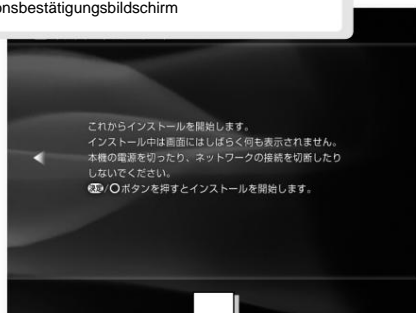 onsbestätigungsbildschirm
これからインストールを開始します。
インストール中は画面にはしばらく何も表示されません。
本機の電源を切ったり、ネットワークの接続を切断したり
しないでください。
決定/○ボタンを押すとインストールを開始します。